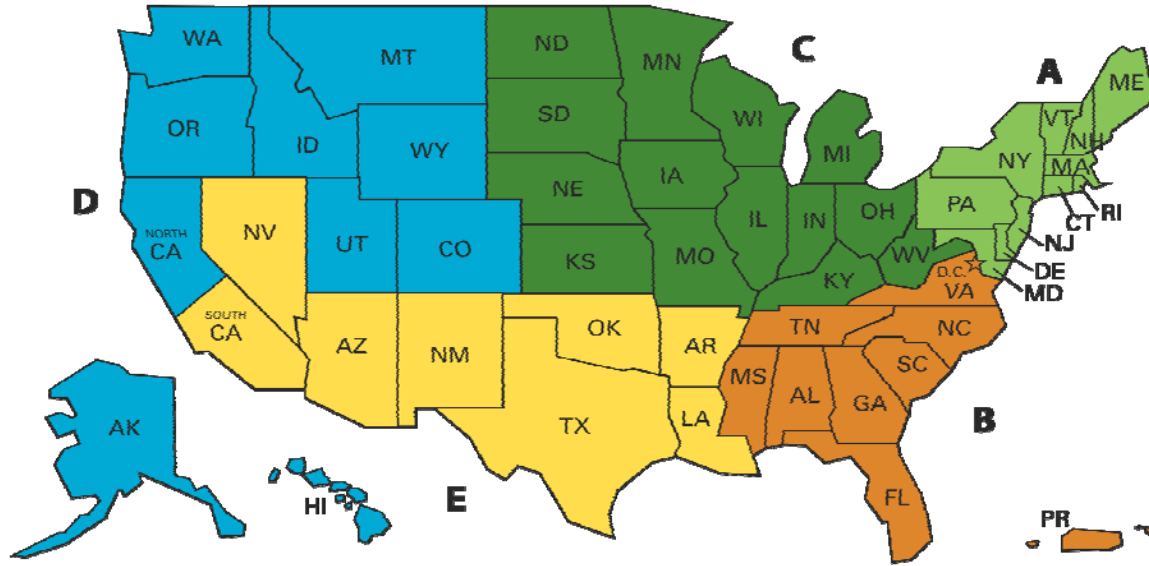 WA
MT
ND
MN
C
A
ME
VT
NH
OR
ID
WY
SD
WI
MI
NY
MA
D
NE
IA
PA
RI
CT
NORTH
CA
NV
UT
CO
KS
MO
IL
IN
OH
WV
KY
NJ
DE
MD
D.C.
VA
SOUTH
CA
AZ
NM
OK
AR
TN
NC
MS
AL
GA
SC
B
TX
LA
AK
HI
E
FL
PR